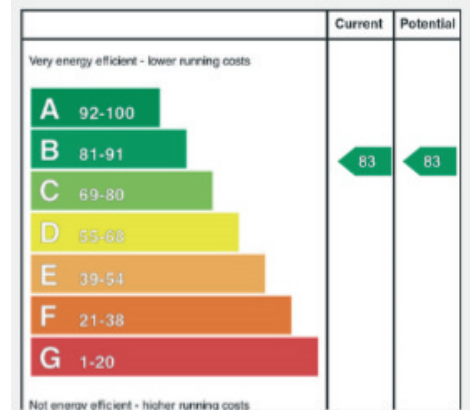 Current Potential
Very energy efficient - lower running costs
A 92-100
B 81-91
83 83
C 69-80
D 55-68
E 39-54
F 21-38
G 1-20
Not energy efficient - higher running costs